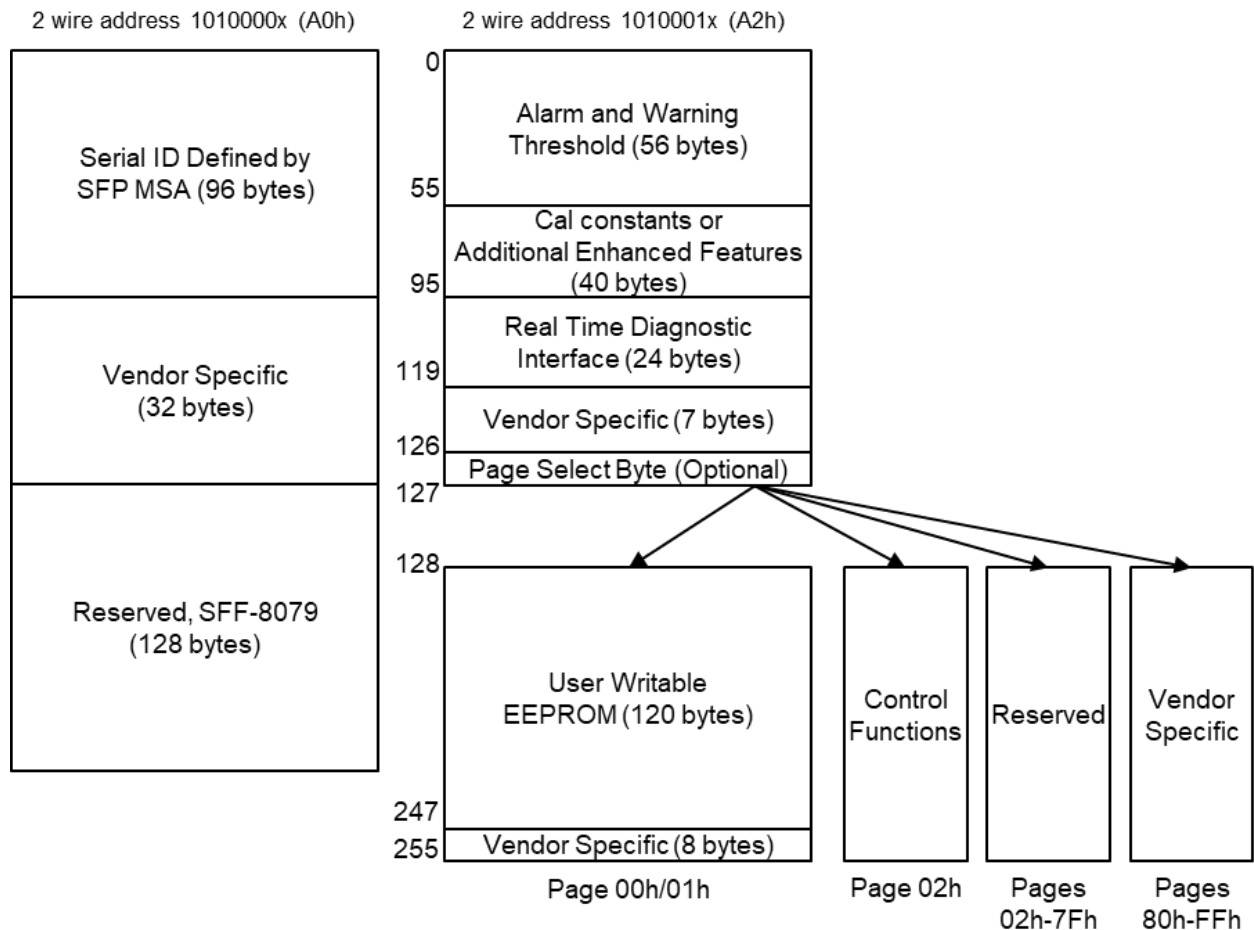 2 wire address 1010000x (A0h)
Serial ID Defined by
SFP MSA (96 bytes)
Vendor Specific
(32 bytes)
Reserved, SFF-8079
(128 bytes)
2 wire address 1010001x (A2h)
0
Alarm and Warning
Threshold (56 bytes)
55
Cal constants or
Additional Enhanced Features
(40 bytes)
95
Real Time Diagnostic
Interface (24 bytes)
119
Vendor Specific (7 bytes)
126
Page Select Byte (Optional)
127
128
User Writable
EEPROM (120 bytes)
247
Vendor Specific (8 bytes)
255
Page 00h/01h
Control
Functions
Page 02h
Reserved
Pages
02h-7Fh
Vendor
Specific
Pages
80h-FFh